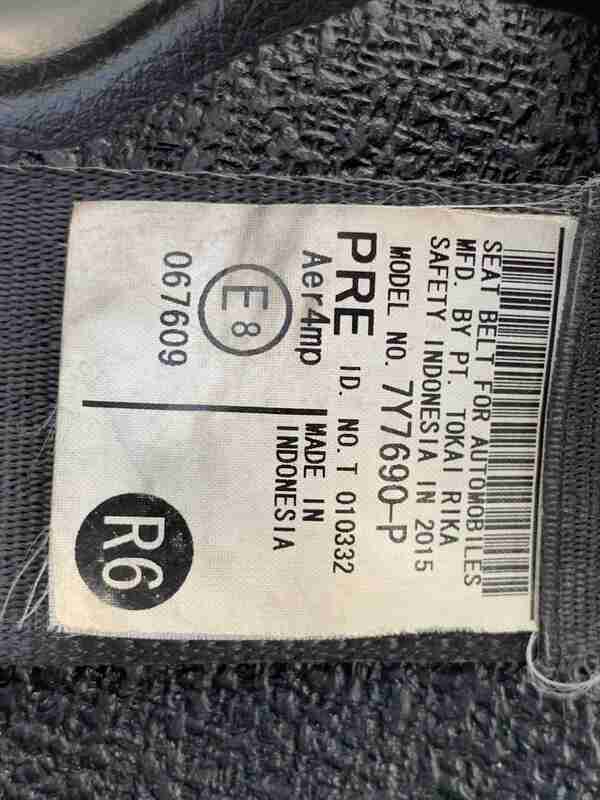 SEAT BELT FOR AUTOMOBILES
MFD. BY PT. TOKAI RIKA
SAFETY INDONESIA IN 2015
MODEL NO. 7Y7690-P
PRE ID. NO. T 010332
Aer4mp MADE IN
INDONESIA
E8
067609
R6